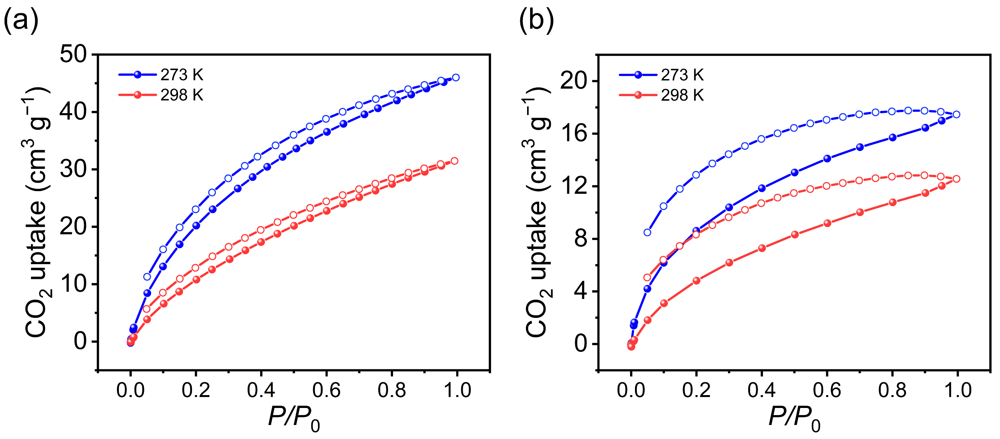 (a)
CO₂ uptake (cm³ g⁻¹)
50
40
30
20
10
0
273 K
298 K
0.0 0.2 0.4 0.6 0.8 1.0
P/P₀
(b)
CO₂ uptake (cm³ g⁻¹)
20
16
12
8
4
0
273 K
298 K
0.0 0.2 0.4 0.6 0.8 1.0
P/P₀